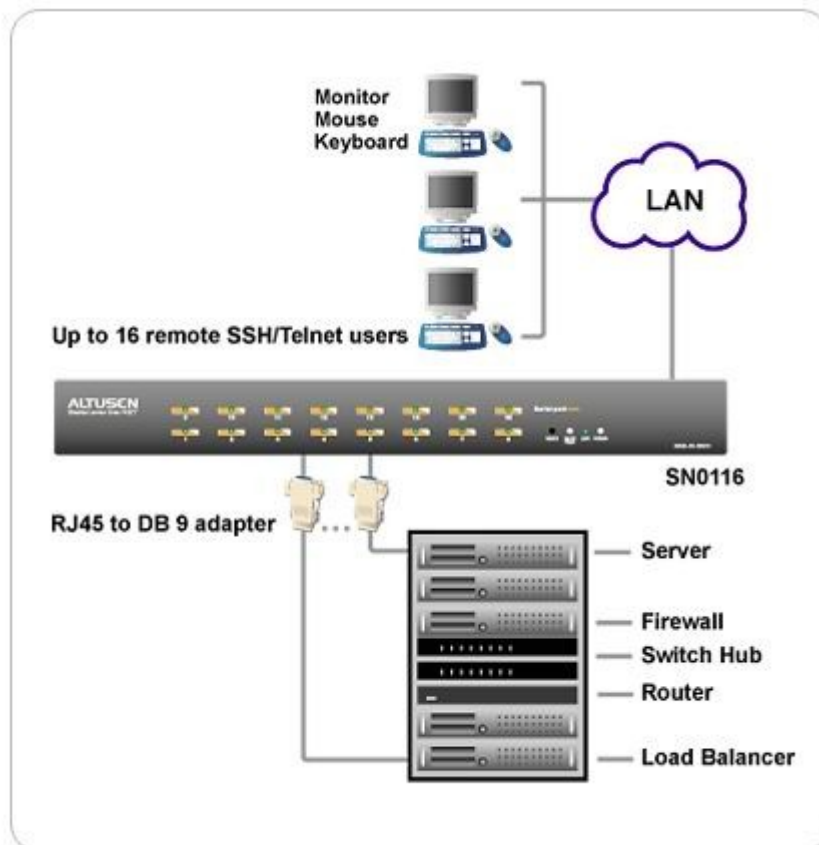 Monitor
Mouse
Keyboard
LAN
Up to 16 remote SSH/Telnet users
ALTUSEN
SN0116
RJ45 to DB 9 adapter
Server
Firewall
Switch Hub
Router
Load Balancer